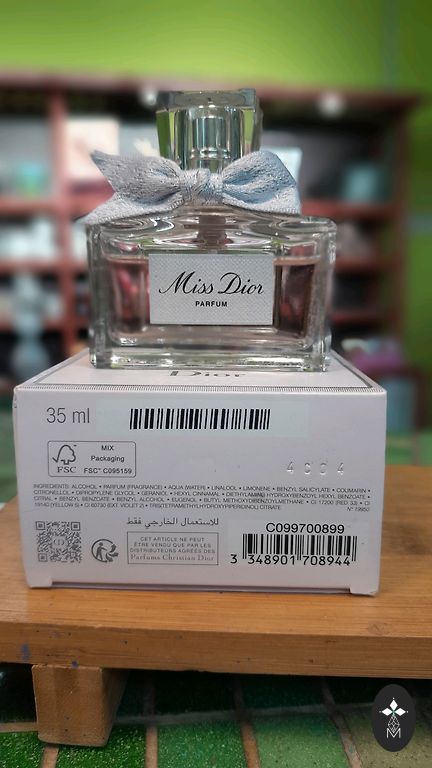 Miss Dior
PARFUM
Dior
35 ml
MIX
Packaging
FSC
FSC® C095159
4CC4
INGREDIENTS: ALCOHOL • PARFUM (FRAGRANCE) • AQUA (WATER) • LINALOOL • LIMONENE • BENZYL SALICYLATE • COUMARIN •
CITRONELLOL • DIPROPYLENE GLYCOL • GERANIOL • HEXYL CINNAMAL • DIETHYLAMINO HYDROXYBENZOYL HEXYL BENZOATE •
CITRAL • BENZYL BENZOATE • BENZYL ALCOHOL • EUGENOL • BUTYL METHOXYDIBENZOYLMETHANE • CI 17200 (RED 33) • CI
19140 (YELLOW 5) • CI 60730 (EXT. VIOLET 2) • TRIS(TETRAMETHYLHYDROXYPIPERIDINOL) CITRATE. N° 19950
للاستعمال الخارجي فقط
CET ARTICLE NE PEUT
ÊTRE VENDU QUE PAR LES
DISTRIBUTEURS AGRÉÉS DES
Parfums Christian Dior
C099700899
3 348901 708944
M